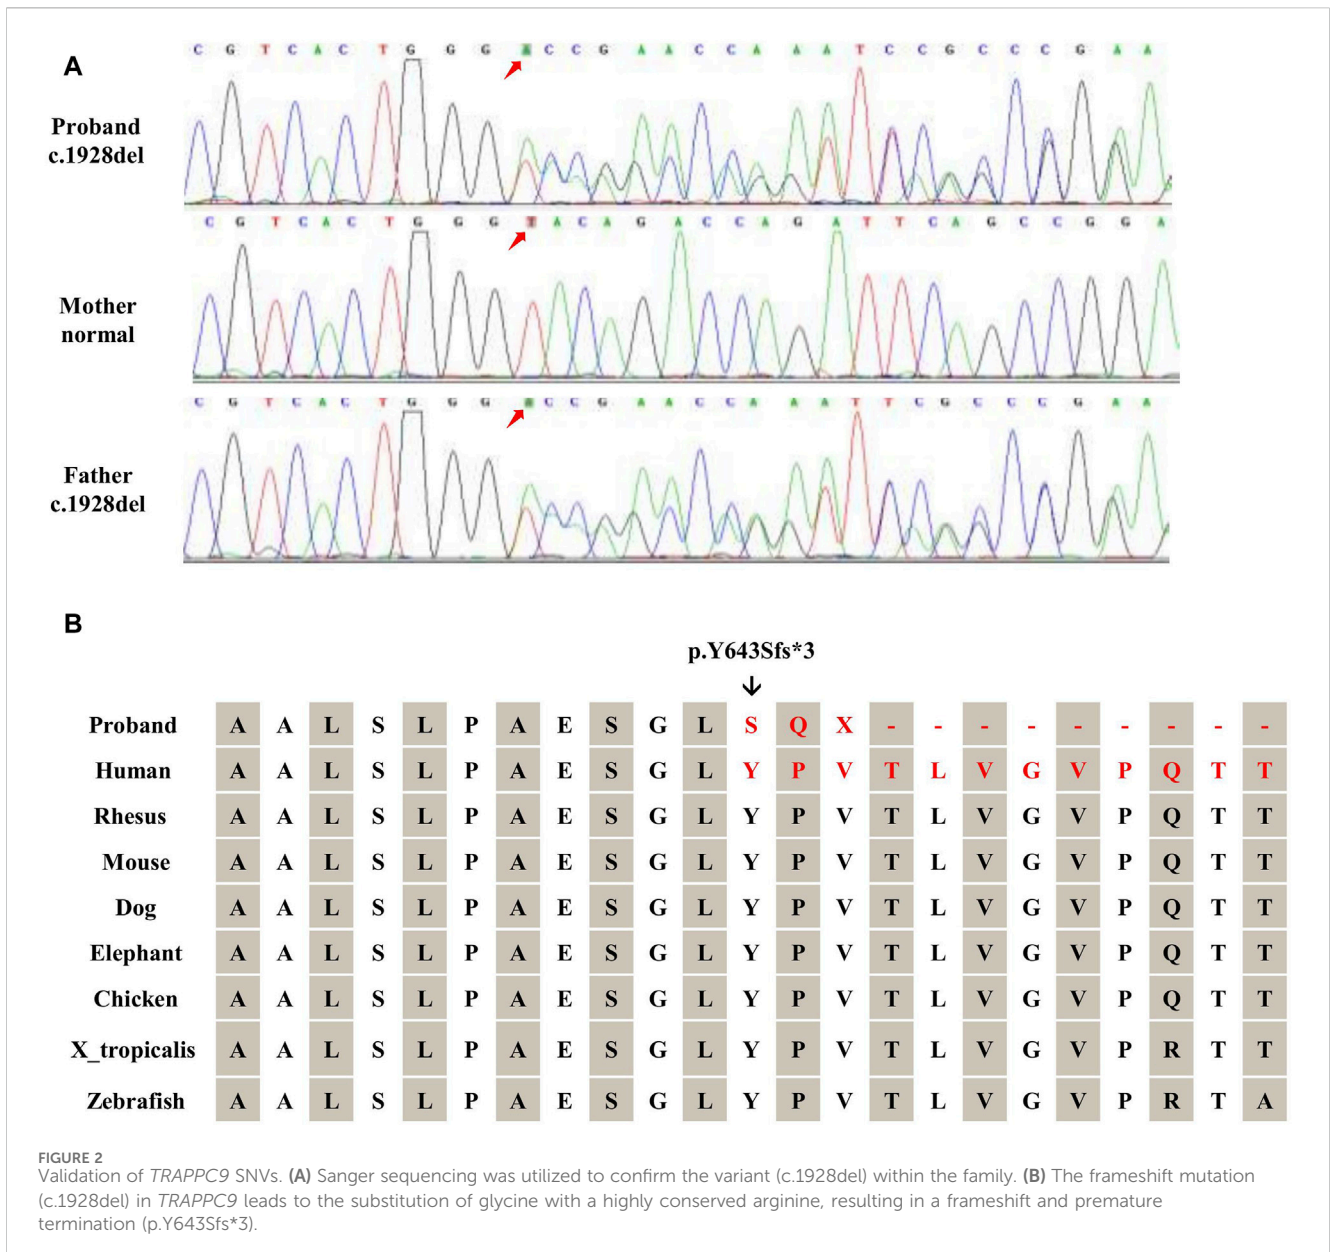 A
C G T C A C T G G G A C C G A A C C A A A T C C G C C C G A A
Proband
c.1928del
C G T C A C T G G G T A C A G A C C A G A T T C A G C C G G A
Mother
normal
C G T C A C T G G G A C C G A A C C A A A T T C G C C C G A A
Father
c.1928del
B
p.Y643Sfs*3
Proband A A L S L P A E S G L S Q X - - - - - - - - -
Human A A L S L P A E S G L Y P V T L V G V P Q T T
Rhesus A A L S L P A E S G L Y P V T L V G V P Q T T
Mouse A A L S L P A E S G L Y P V T L V G V P Q T T
Dog A A L S L P A E S G L Y P V T L V G V P Q T T
Elephant A A L S L P A E S G L Y P V T L V G V P Q T T
Chicken A A L S L P A E S G L Y P V T L V G V P Q T T
X_tropicalis A A L S L P A E S G L Y P V T L V G V P R T T
Zebrafish A A L S L P A E S G L Y P V T L V G V P R T A
FIGURE 2
Validation of TRAPPC9 SNVs. (A) Sanger sequencing was utilized to confirm the variant (c.1928del) within the family. (B) The frameshift mutation
(c.1928del) in TRAPPC9 leads to the substitution of glycine with a highly conserved arginine, resulting in a frameshift and premature
termination (p.Y643Sfs*3).